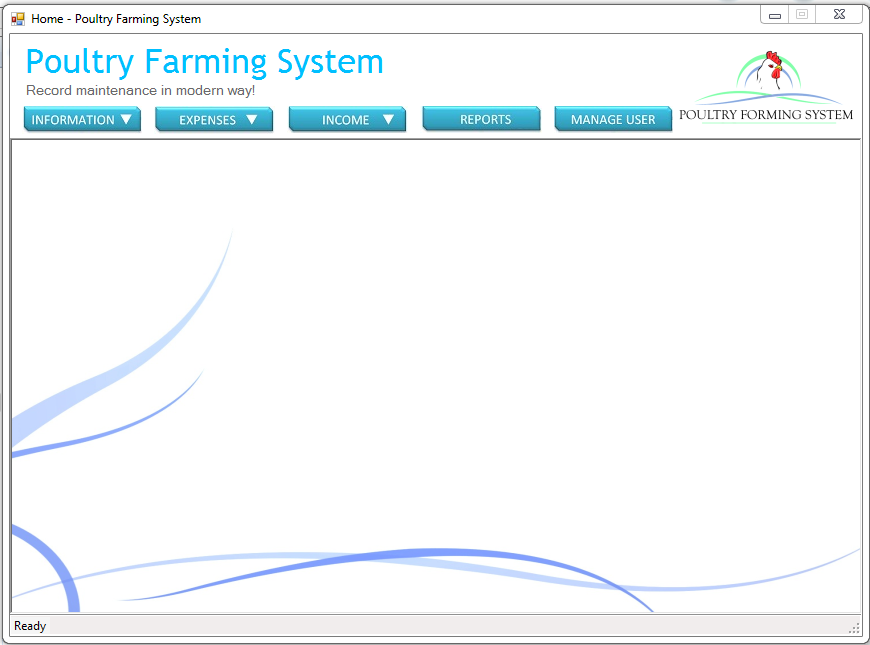 Home - Poultry Farming System
Poultry Farming System
Record maintenance in modern way!
INFORMATION ▼ EXPENSES ▼ INCOME ▼ REPORTS MANAGE USER
POULTRY FORMING SYSTEM
Ready